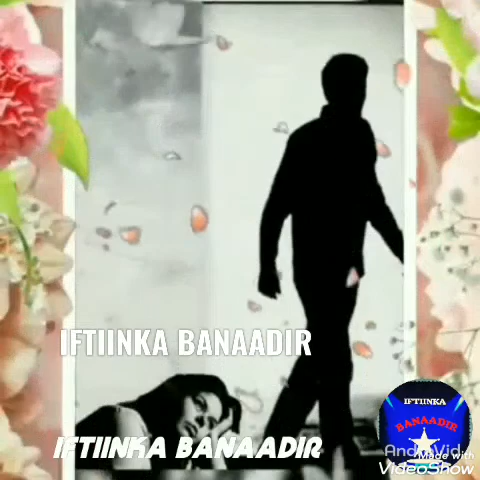 IFTIINKA BANAADIR
IFTIINKA
BANAADIR
IFTIINKA BANAADIR
Made with
VideoShow